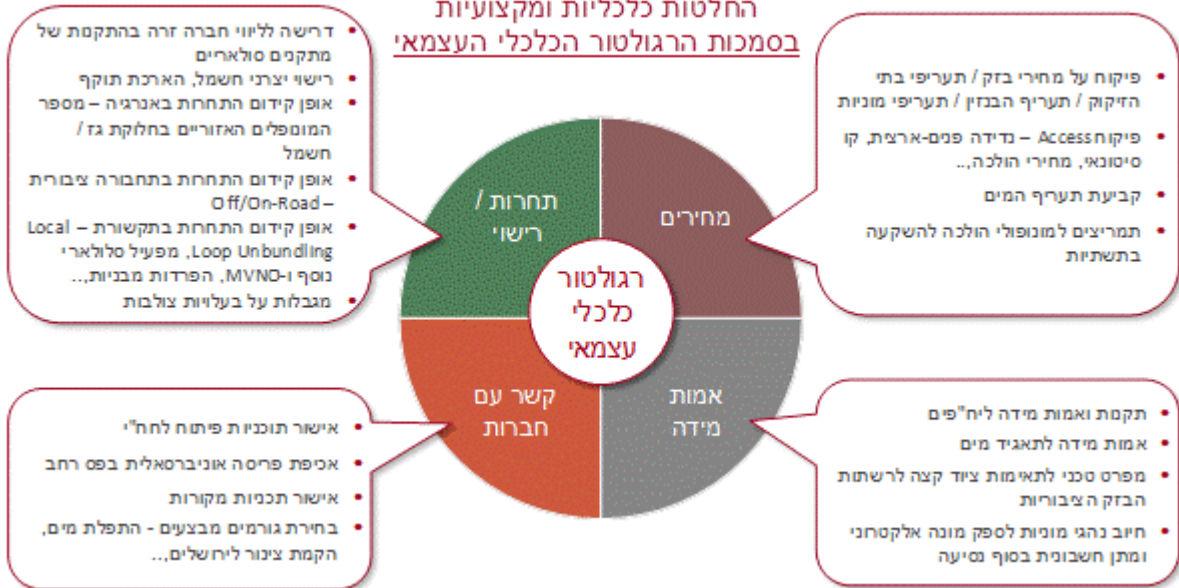 החלטות כלכליות ומקצועיות
בסמכות הרגולטור הכלכלי העצמאי
• פיקוח על מחירי בזק / תעריפי בתי
הזיקוק / תעריף הבנזין / תעריפי מוניות
• פיקוח Access – נדידה פנים-ארצית, קו
סיטונאי, מחירי הולכה,..
• קביעת תעריף המים
• תמריצים למונופולי הולכה להשקעה
בתשתיות
• דרישה לליווי חברה זרה בהתקנות של
מתקנים סולאריים
• רישוי יצרני חשמל, הארכת תוקף
• אופן קידום התחרות באנרגיה – מספר
המונופלים האזוריים בחלוקת גז /
חשמל
• אופן קידום התחרות בתחבורה ציבורית
– Off/On-Road
• אופן קידום התחרות בתקשורת – Local
Loop Unbundling, מפעיל סלולארי
נוסף ו-MVNO, הפרדות מבניות,..
• מגבלות על בעלויות צולבות
מחירים
תחרות /
רישוי
רגולטור
כלכלי
עצמאי
אמות
מידה
קשר עם
חברות
• תקנות ואמות מידה ליח"פים
• אמות מידה לתאגיד מים
• מפרט טכני לתאימות ציוד קצה לרשתות
הבזק הציבוריות
• חיוב נהגי מוניות לספק מונה אלקטרוני
ומתן חשבונית בסוף נסיעה
• אישור תוכניות פיתוח לחח"י
• אכיפת פריסה אוניברסאלית בפס רחב
• אישור תכניות מקורות
• בחירת גורמים מבצעים - התפלת מים,
הקמת צינור לירושלים,..